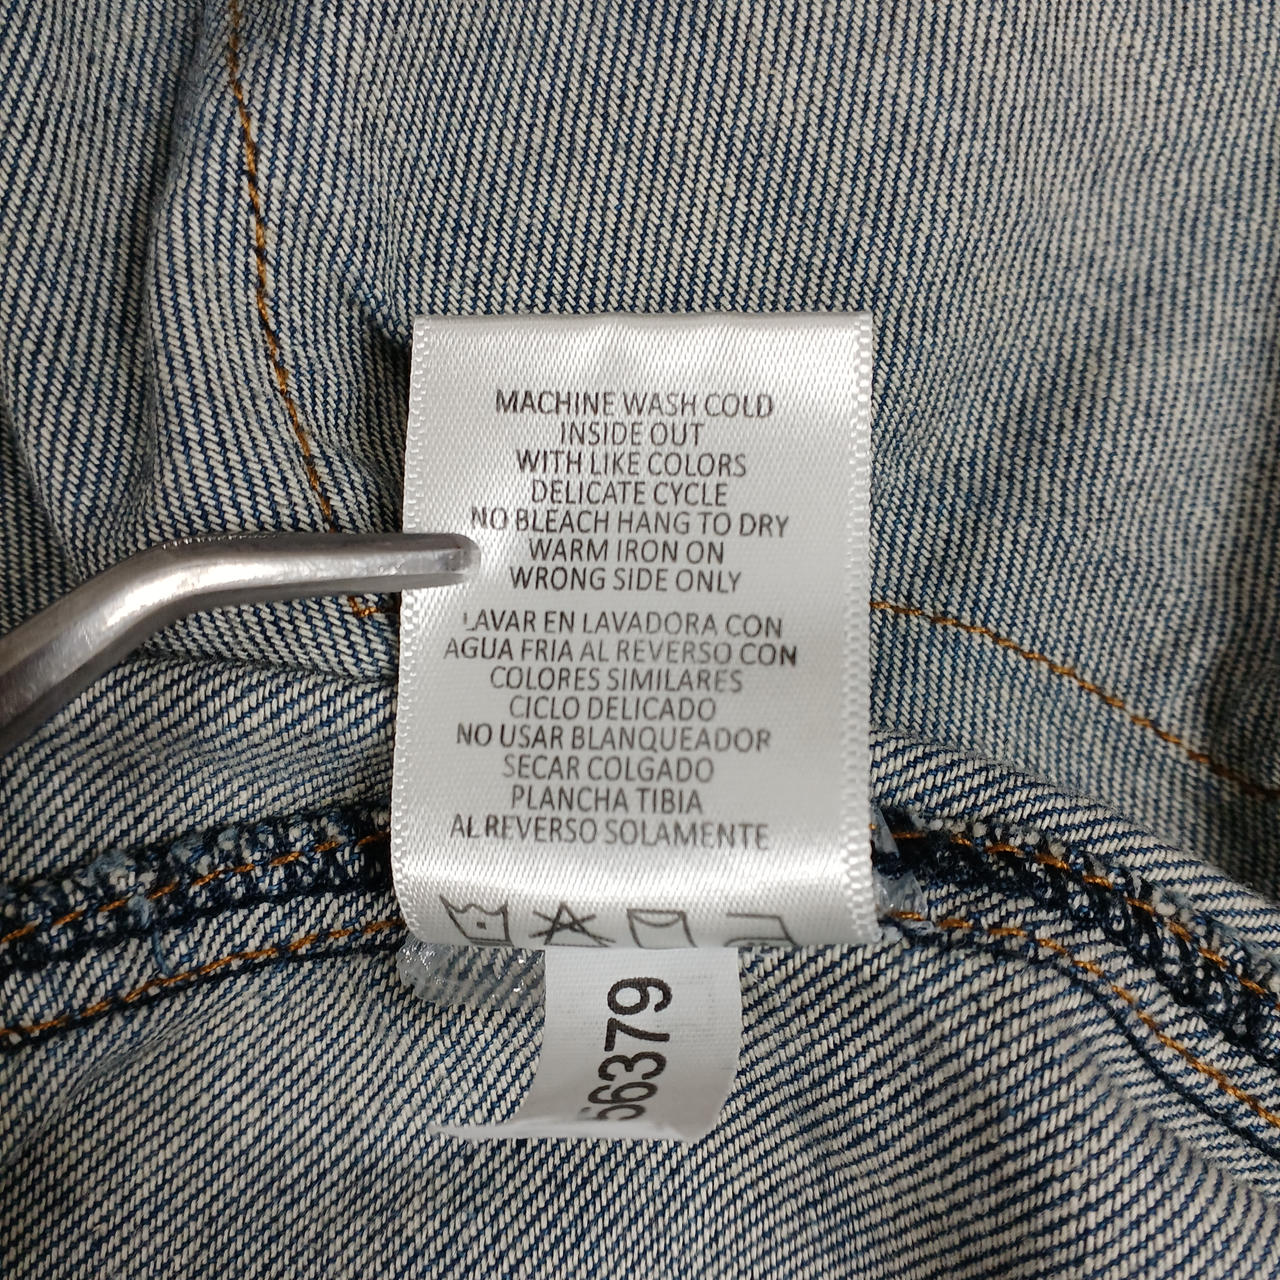 MACHINE WASH COLD
INSIDE OUT
WITH LIKE COLORS
DELICATE CYCLE
NO BLEACH HANG TO DRY
WARM IRON ON
WRONG SIDE ONLY
LAVAR EN LAVADORA CON
AGUA FRIA AL REVERSO CON
COLORES SIMILARES
CICLO DELICADO
NO USAR BLANQUEADOR
SECAR COLGADO
PLANCHA TIBIA
AL REVERSO SOLAMENTE
56379